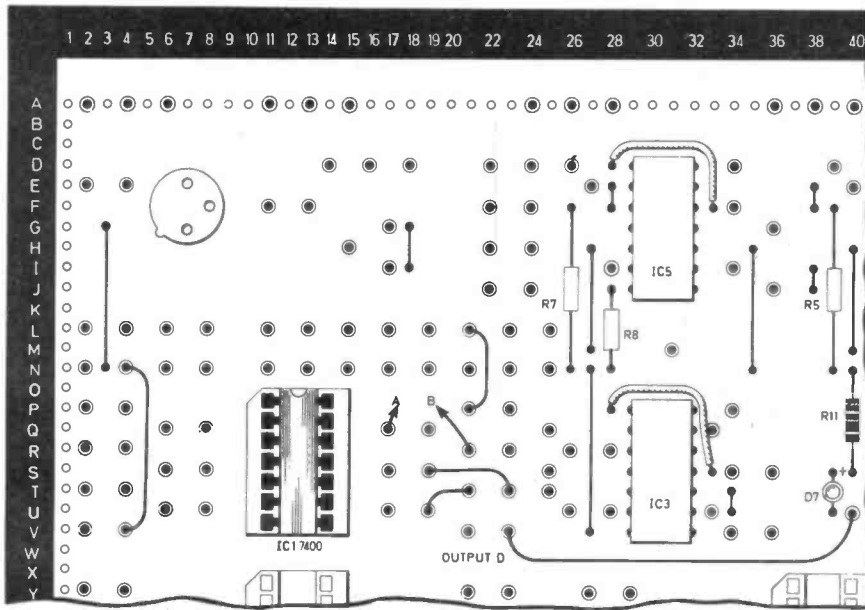 1 2 3 4 5 6 7 8 9 10 11 12 13 14 15 16 17 18 19 20 22 24 26 28 30 32 34 36 38 40
A
B
C
D
E
F
G
H
I
J
K
L
M
N
O
P
Q
R
S
T
U
V
W
X
Y
IC5
R7
R8
R5
A
B
R11
+
D7
IC3
IC1 7400
OUTPUT D